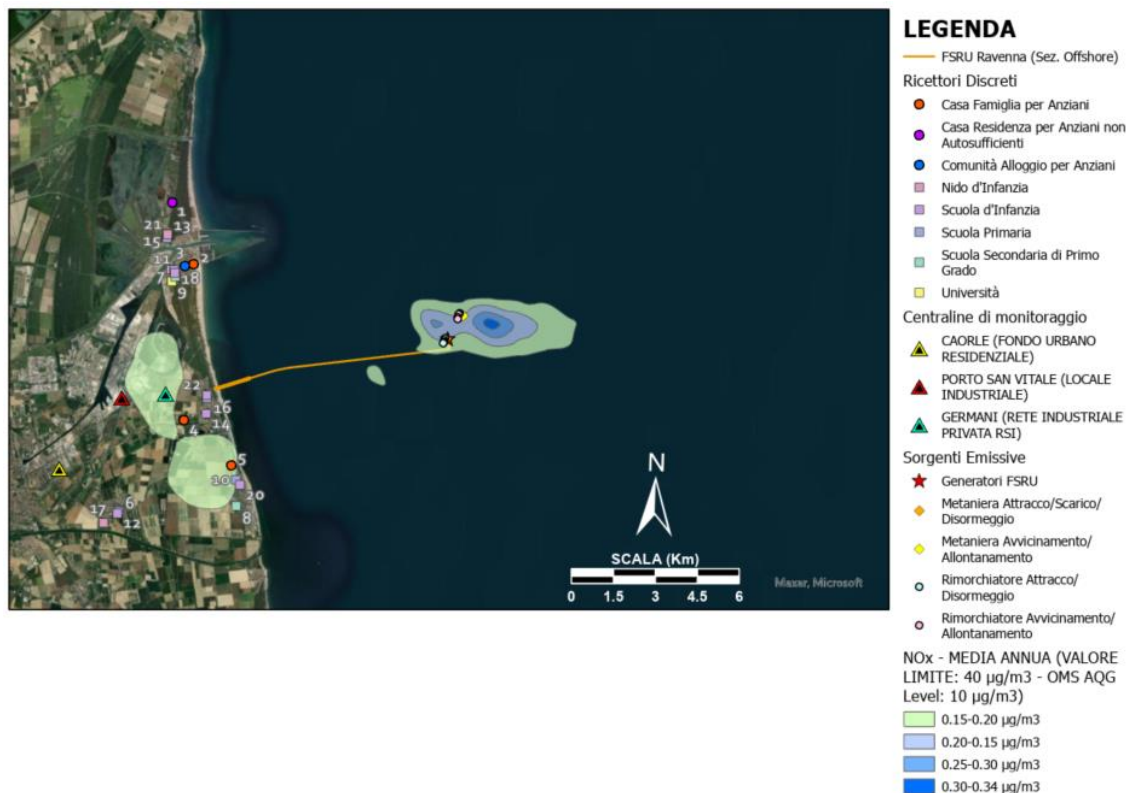 LEGENDA
FSRU Ravenna (Sez. Offshore)
Ricettori Discreti
Casa Famiglia per Anziani
Casa Residenza per Anziani non
Autosufficienti
Comunità Alloggio per Anziani
Nido d'Infanzia
Scuola d'Infanzia
Scuola Primaria
Scuola Secondaria di Primo
Grado
Università
Centraline di monitoraggio
CAORLE (FONDO URBANO
RESIDENZIALE)
PORTO SAN VITALE (LOCALE
INDUSTRIALE)
GERMANI (RETE INDUSTRIALE
PRIVATA RSI)
Sorgenti Emissive
Generatori FSRU
Metaniera Attracco/Scarico/
Disormeggio
Metaniera Avvicinamento/
Allontanamento
Rimorchiatore Attracco/
Disormeggio
Rimorchiatore Avvicinamento/
Allontanamento
NOx - MEDIA ANNUA (VALORE
LIMITE: 40 µg/m3 - OMS AQG
Level: 10 µg/m3)
0.15-0.20 µg/m3
0.20-0.15 µg/m3
0.25-0.30 µg/m3
0.30-0.34 µg/m3
1
21 13
15
3 2
11
7 18
9
22
16
14
4
5
10
20
8
6
17
12
N
SCALA (Km)
0 1.5 3 4.5 6
Maxar, Microsoft